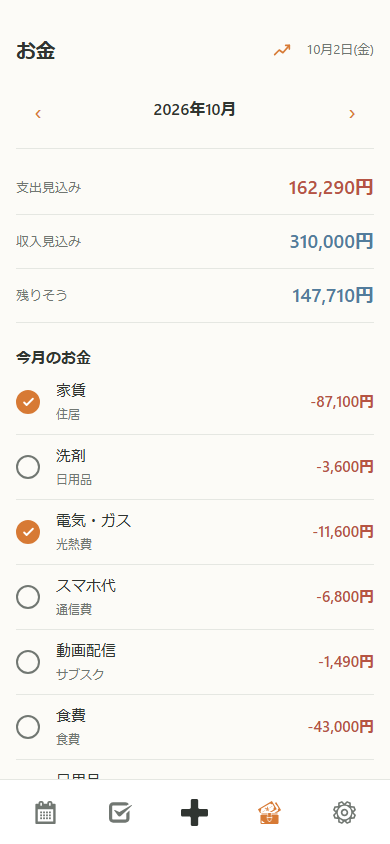 お金
10月2日(金)
‹ 2026年10月 ›
支出見込み 162,290円
収入見込み 310,000円
残りそう 147,710円
今月のお金
家賃
住居
-87,100円
洗剤
日用品
-3,600円
電気・ガス
光熱費
-11,600円
スマホ代
通信費
-6,800円
動画配信
サブスク
-1,490円
食費
食費
-43,000円
日用品